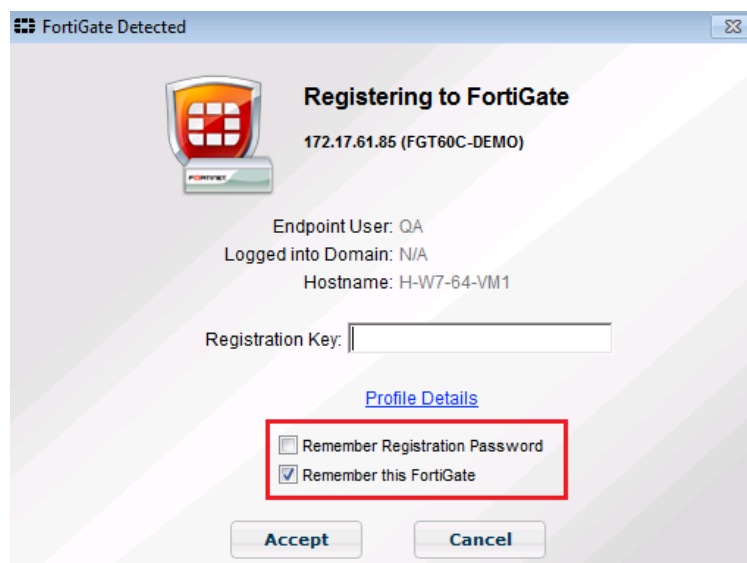 FortiGate Detected
Registering to FortiGate
172.17.61.85 (FGT60C-DEMO)
FORTINET
Endpoint User: QA
Logged into Domain: N/A
Hostname: H-W7-64-VM1
Registration Key:
Profile Details
Remember Registration Password
Remember this FortiGate
Accept Cancel